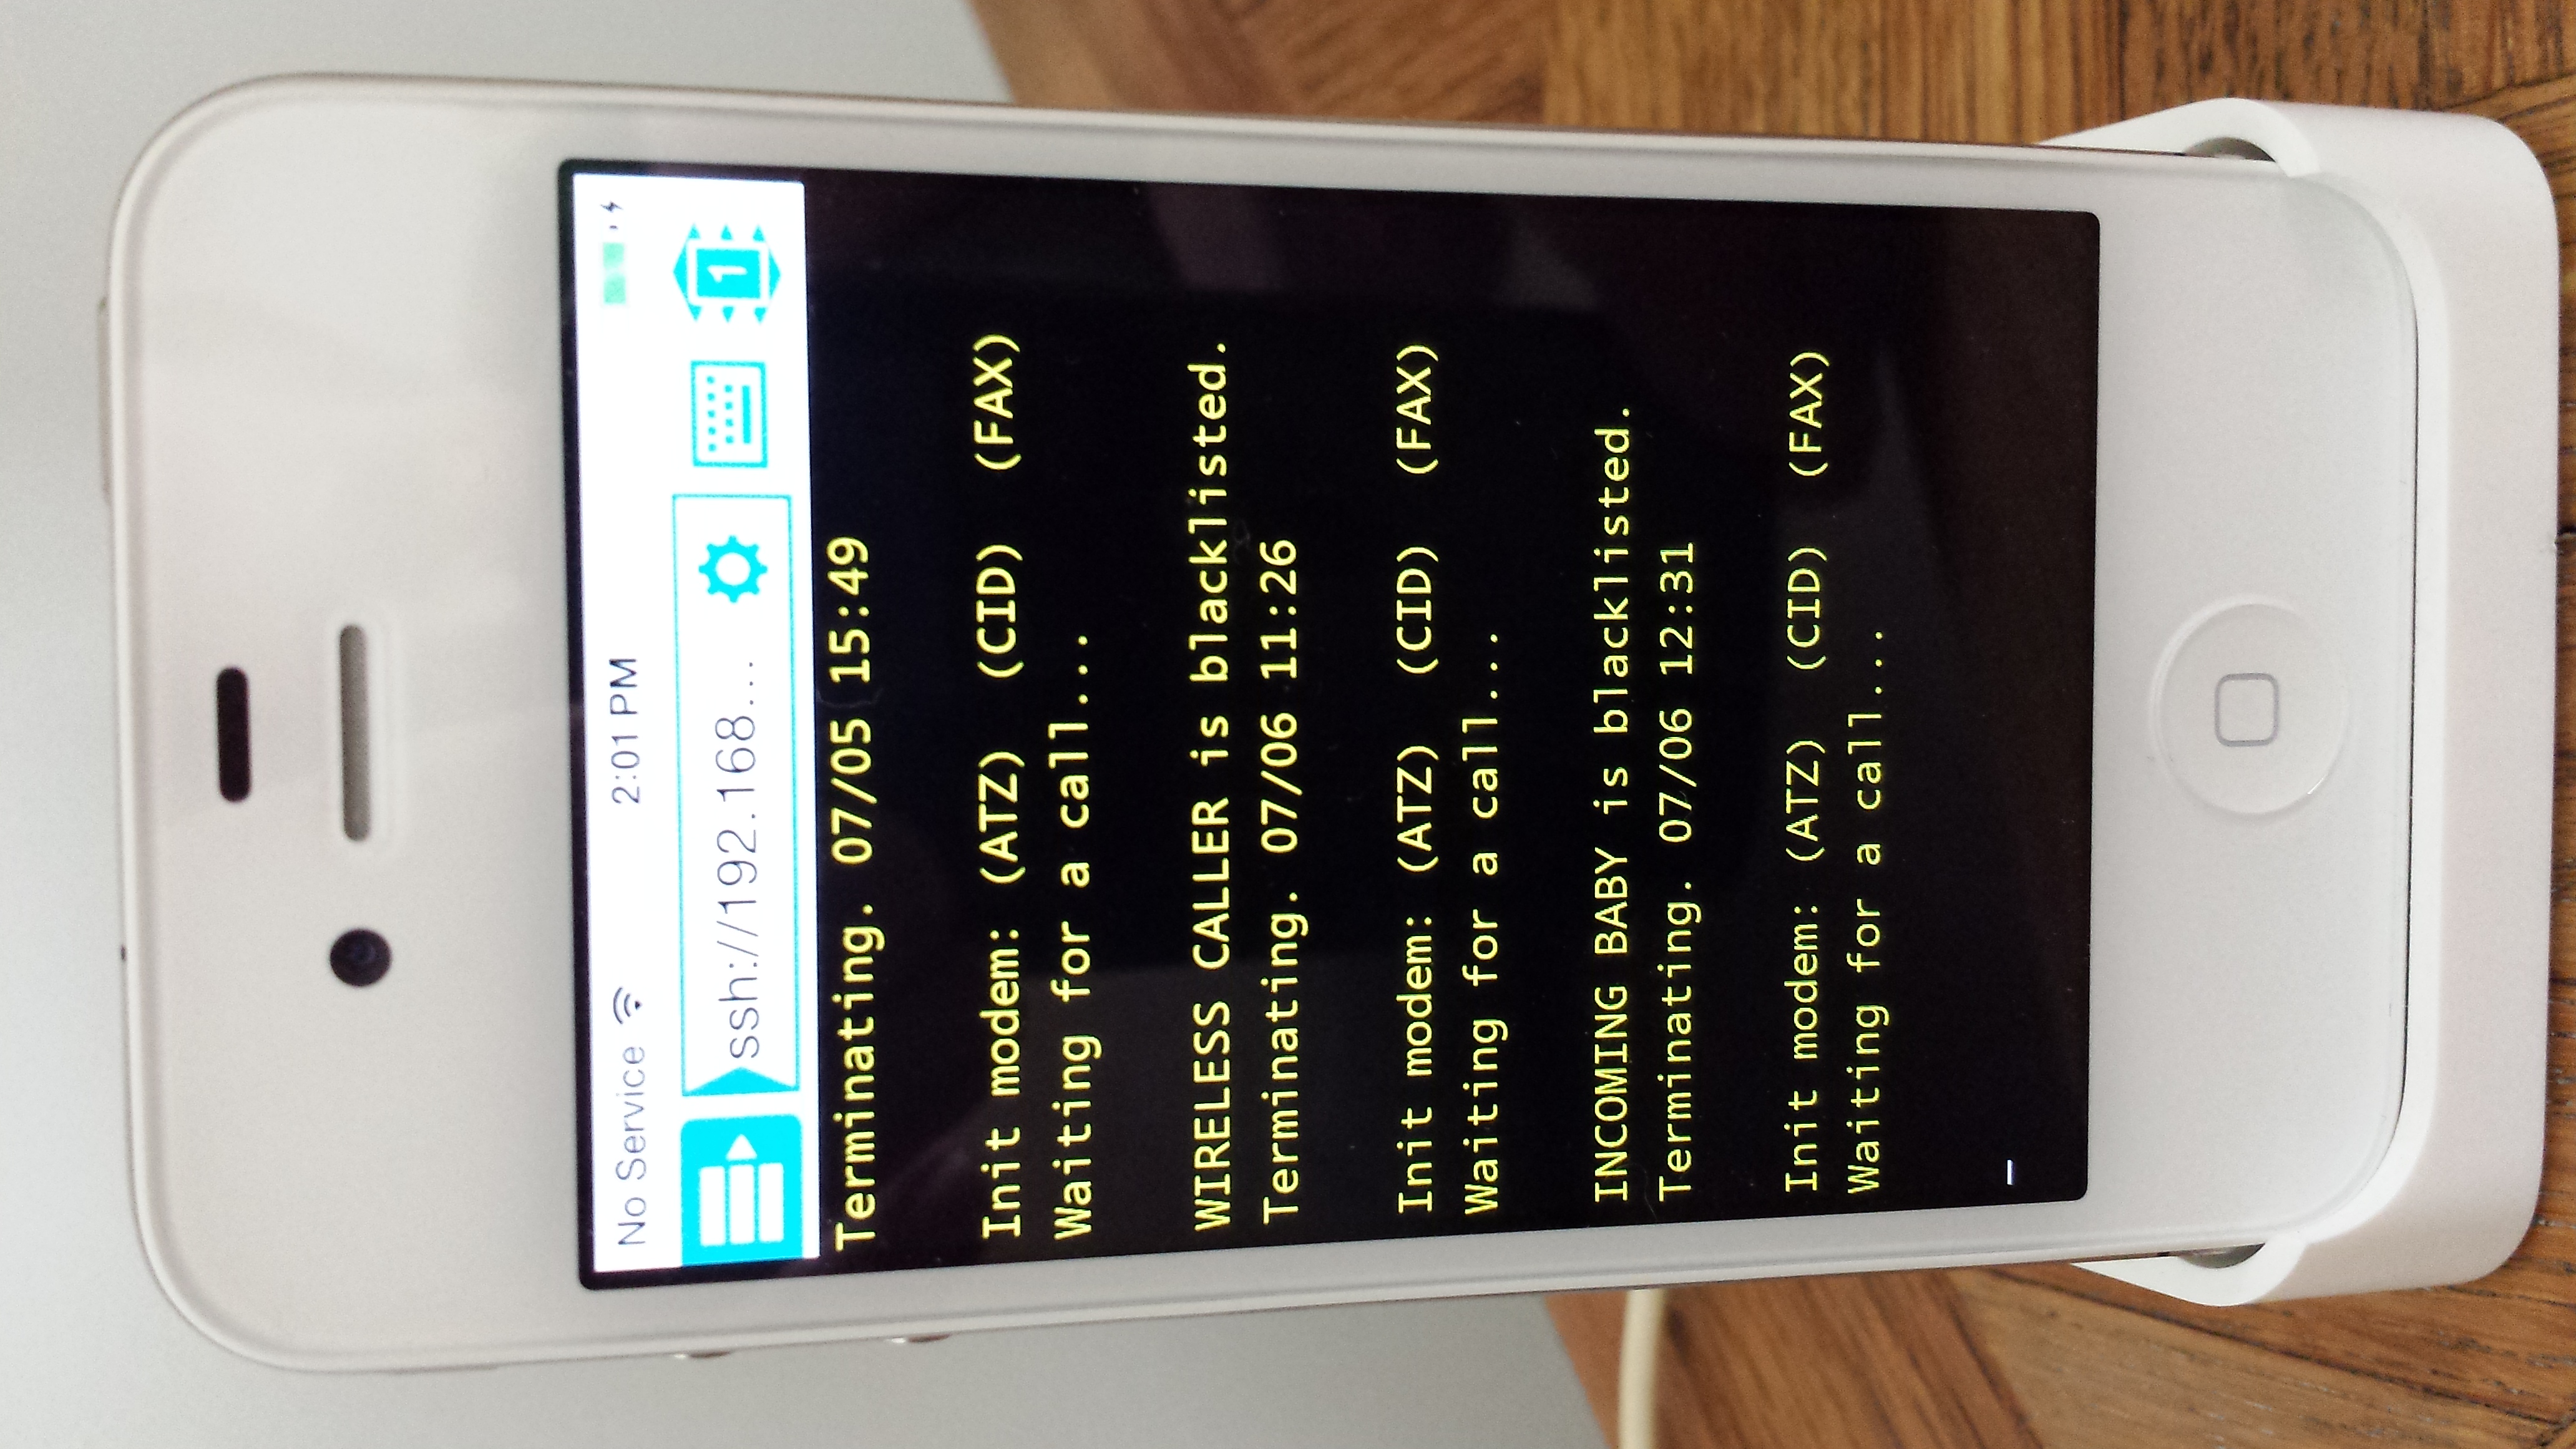 No Service 2:01 PM
ssh://192.168... 1
Terminating. 07/05 15:49
Init modem: (ATZ) (CID) (FAX)
Waiting for a call...
WIRELESS CALLER is blacklisted.
Terminating. 07/06 11:26
Init modem: (ATZ) (CID) (FAX)
Waiting for a call...
INCOMING BABY is blacklisted.
Terminating. 07/06 12:31
Init modem: (ATZ) (CID) (FAX)
Waiting for a call...
_